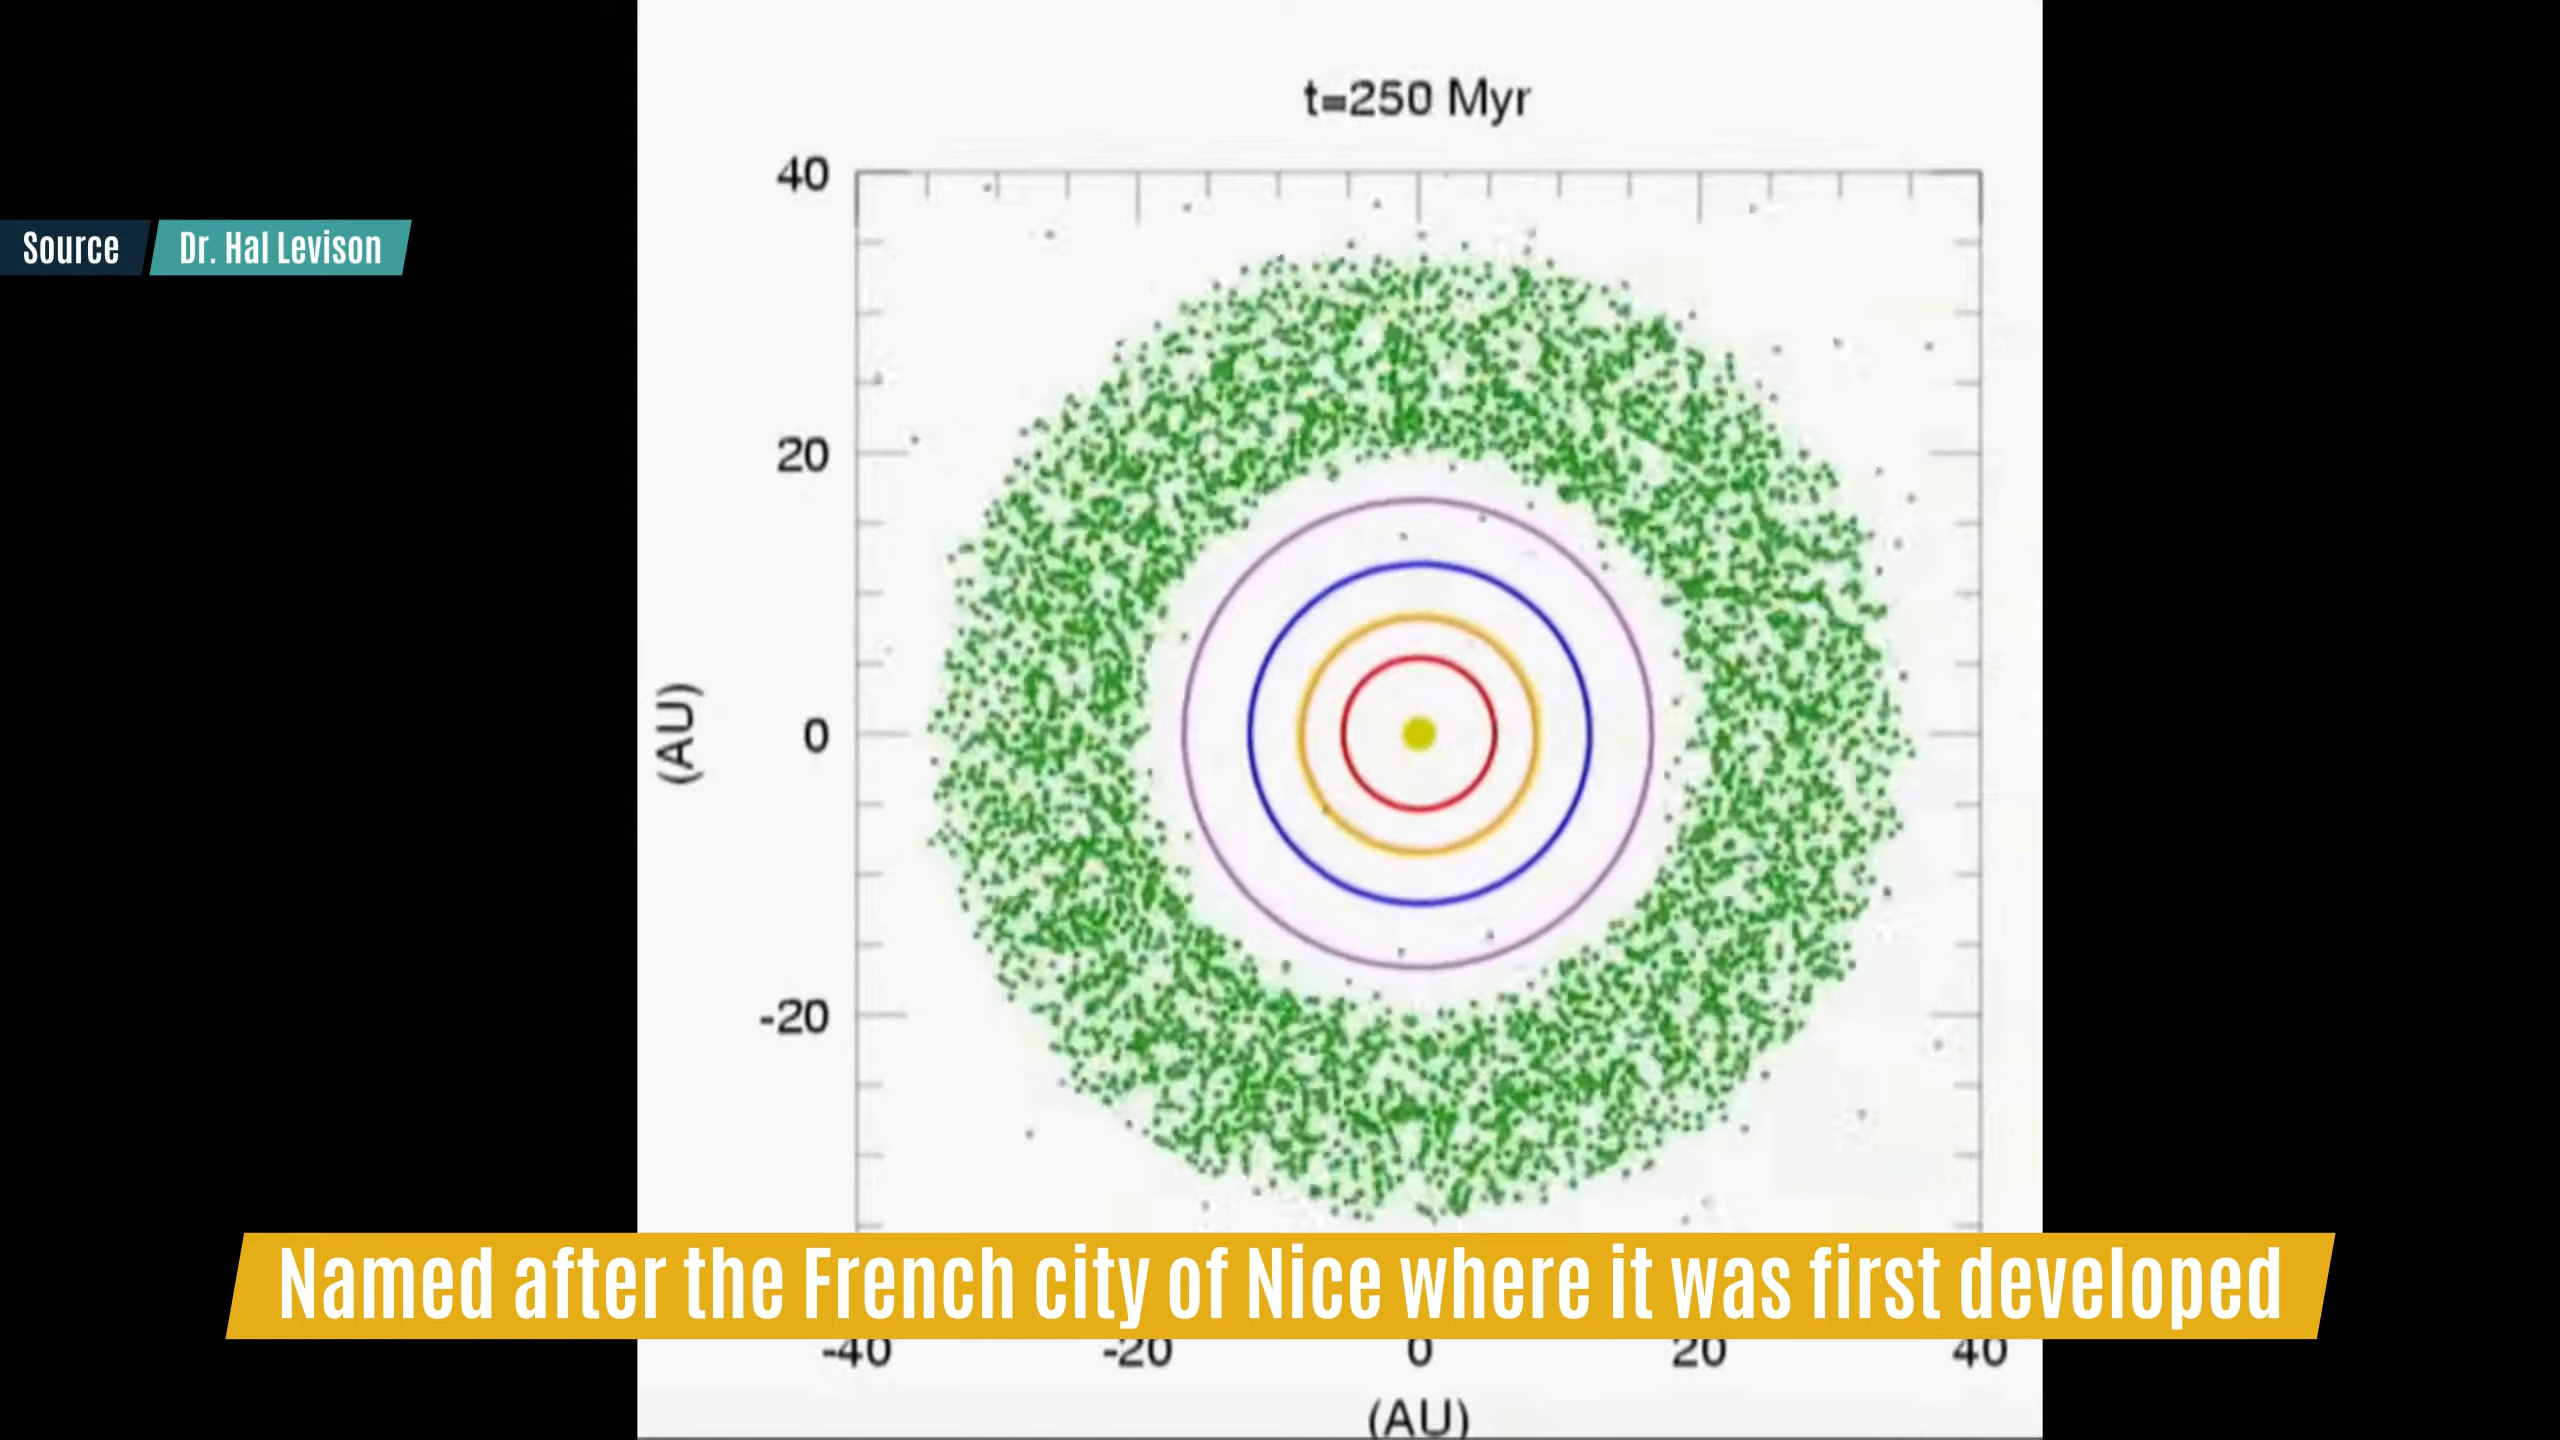 t=250 Myr
40
Source Dr. Hal Levison
20
(AU)
0
-20
Named after the French city of Nice where it was first developed
-40 -20 0 20 40
(AU)